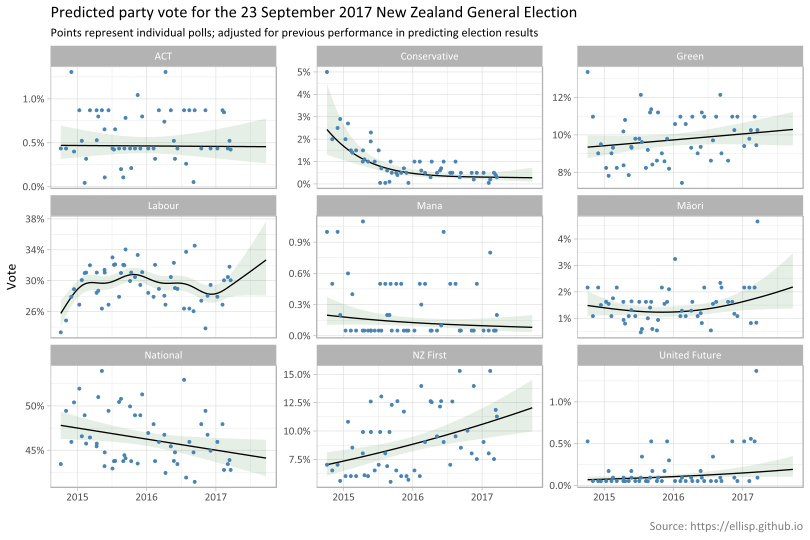 Predicted party vote for the 23 September 2017 New Zealand General Election
Points represent individual polls; adjusted for previous performance in predicting election results
ACT
Conservative
Green
1.0%
0.5%
0.0%
5%
4%
3%
2%
1%
0%
12%
10%
8%
Labour
Mana
Māori
38%
34%
30%
26%
0.9%
0.6%
0.3%
0.0%
4%
3%
2%
1%
Vote
National
NZ First
United Future
50%
45%
15.0%
12.5%
10.0%
7.5%
1.0%
0.5%
0.0%
2015 2016 2017
2015 2016 2017
2015 2016 2017
Source: https://ellisp.github.io